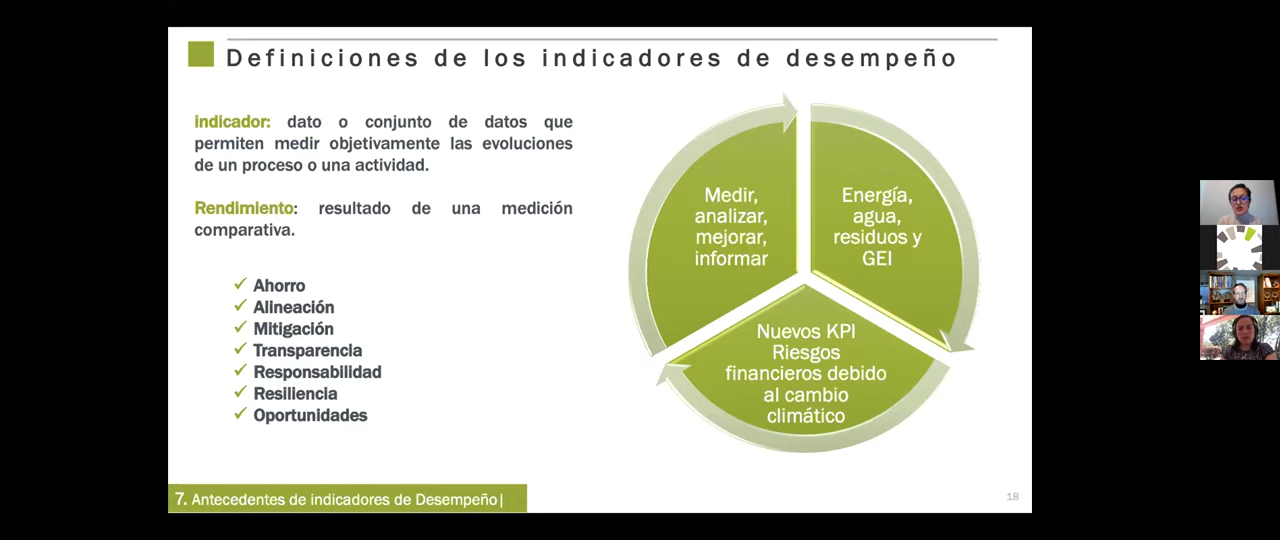 Definiciones de los indicadores de desempeño
indicador: dato o conjunto de datos que
permiten medir objetivamente las evoluciones
de un proceso o una actividad.
Rendimiento: resultado de una medición
comparativa.
Ahorro
Alineación
Mitigación
Transparencia
Responsabilidad
Resiliencia
Oportunidades
Medir,
analizar,
mejorar,
informar
Energía,
agua,
residuos y
GEI
Nuevos KPI
Riesgos
financieros debido
al cambio
climático
7. Antecedentes de indicadores de Desempeño|
18